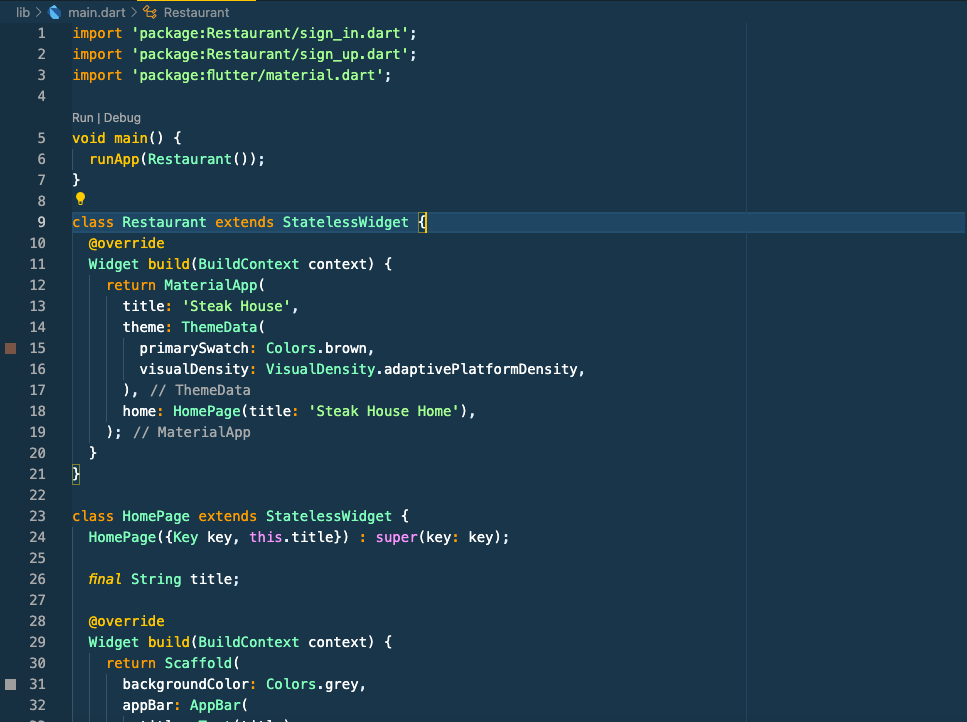 lib > main.dart > Restaurant
1 import 'package:Restaurant/sign_in.dart';
2 import 'package:Restaurant/sign_up.dart';
3 import 'package:flutter/material.dart';
4
Run | Debug
5 void main() {
6   runApp(Restaurant());
7 }
8
9 class Restaurant extends StatelessWidget {
10   @override
11   Widget build(BuildContext context) {
12     return MaterialApp(
13       title: 'Steak House',
14       theme: ThemeData(
15         primarySwatch: Colors.brown,
16         visualDensity: VisualDensity.adaptivePlatformDensity,
17       ), // ThemeData
18       home: HomePage(title: 'Steak House Home'),
19     ); // MaterialApp
20   }
21 }
22
23 class HomePage extends StatelessWidget {
24   HomePage({Key key, this.title}) : super(key: key);
25
26   final String title;
27
28   @override
29   Widget build(BuildContext context) {
30     return Scaffold(
31       backgroundColor: Colors.grey,
32       appBar: AppBar(